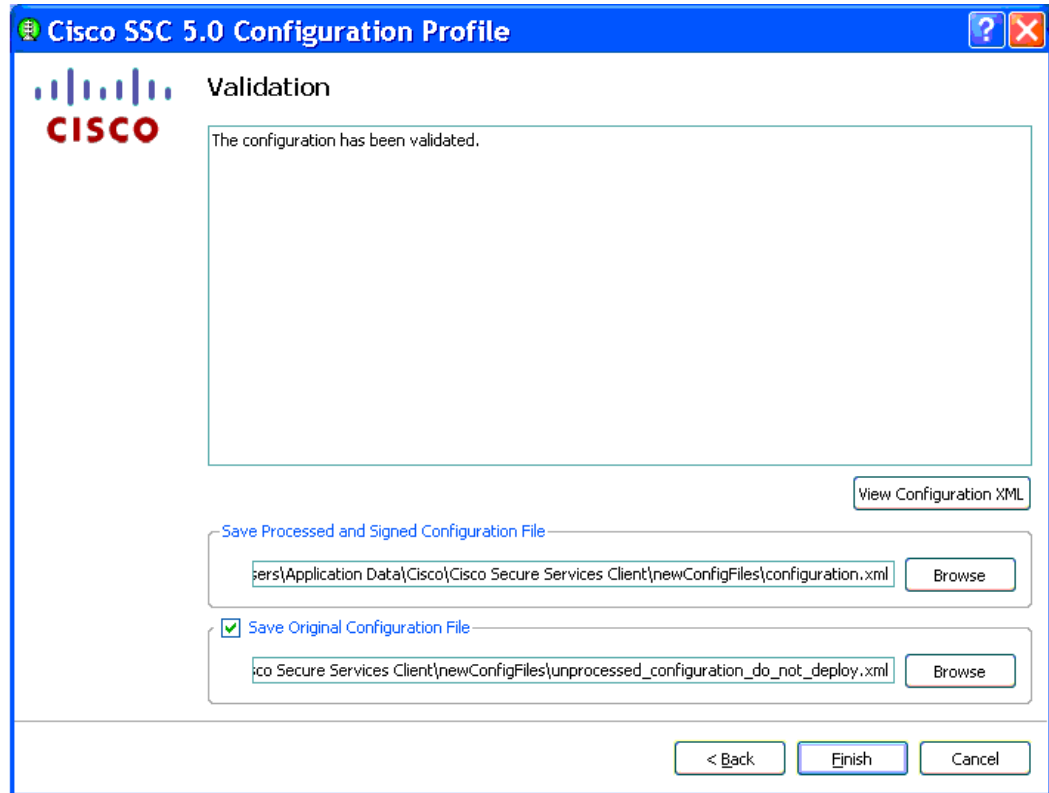 Cisco SSC 5.0 Configuration Profile
?
CISCO
Validation
The configuration has been validated.
View Configuration XML
Save Processed and Signed Configuration File
sers\Application Data\Cisco\Cisco Secure Services Client\newConfigFiles\configuration.xml
Browse
Save Original Configuration File
sco Secure Services Client\newConfigFiles\unprocessed_configuration_do_not_deploy.xml
Browse
< Back
Finish
Cancel